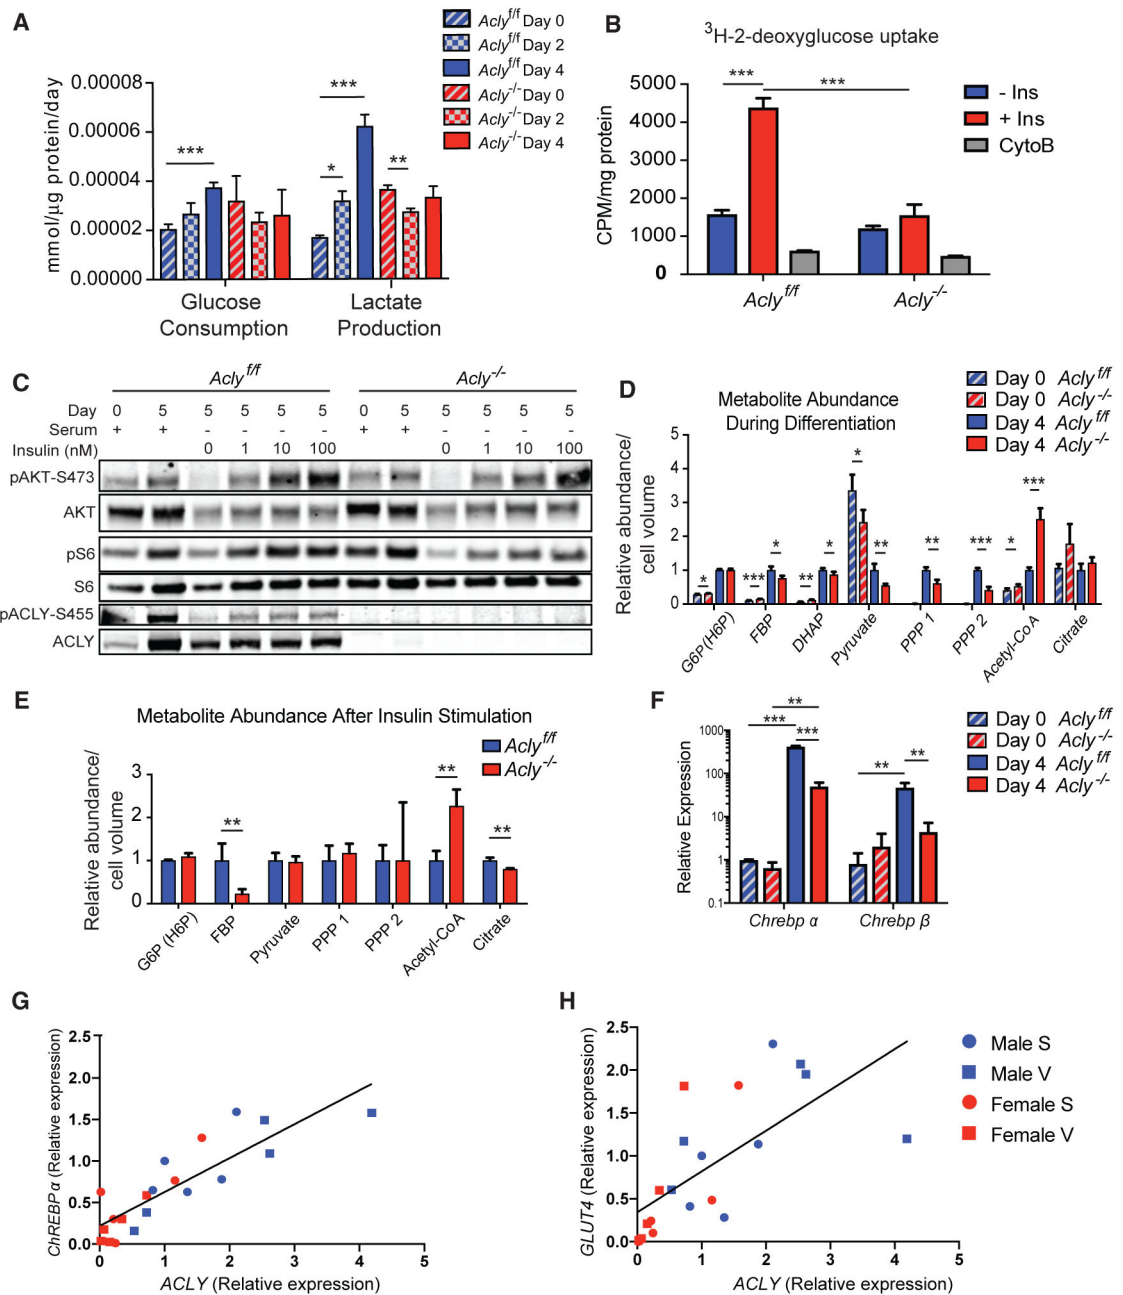 A
Acly f/f Day 0
Acly f/f Day 2
Acly f/f Day 4
Acly -/- Day 0
Acly -/- Day 2
Acly -/- Day 4
mmol/µg protein/day
0.00008
0.00006
0.00004
0.00002
0.00000
***
***
*
**
Glucose Consumption
Lactate Production
B
3H-2-deoxyglucose uptake
CPM/mg protein
5000
4000
3000
2000
1000
0
***
***
- Ins
+ Ins
CytoB
Acly f/f
Acly -/-
C
Acly f/f
Acly -/-
Day 0 5 5 5 5 5 0 5 5 5 5 5
Serum + + - - - - + + - - - -
Insulin (nM) 0 1 10 100 0 1 10 100
pAKT-S473
AKT
pS6
S6
pACLY-S455
ACLY
D
Metabolite Abundance
During Differentiation
Day 0 Acly f/f
Day 0 Acly -/-
Day 4 Acly f/f
Day 4 Acly -/-
Relative abundance/
cell volume
5
4
3
2
1
0
*
***
*
**
*
*
**
**
***
*
***
G6P (H6P)
FBP
DHAP
Pyruvate
PPP 1
PPP 2
Acetyl-CoA
Citrate
E
Metabolite Abundance After Insulin Stimulation
Acly f/f
Acly -/-
Relative abundance/
cell volume
3
2
1
0
**
**
**
G6P (H6P)
FBP
Pyruvate
PPP 1
PPP 2
Acetyl-CoA
Citrate
F
Day 0 Acly f/f
Day 0 Acly -/-
Day 4 Acly f/f
Day 4 Acly -/-
Relative Expression
1000
100
10
1
0.1
**
***
***
**
**
Chrebp α
Chrebp β
G
ChREBPα (Relative expression)
2.5
2.0
1.5
1.0
0.5
0.0
0 1 2 3 4 5
ACLY (Relative expression)
H
GLUT4 (Relative expression)
2.5
2.0
1.5
1.0
0.5
0.0
0 1 2 3 4 5
ACLY (Relative expression)
Male S
Male V
Female S
Female V